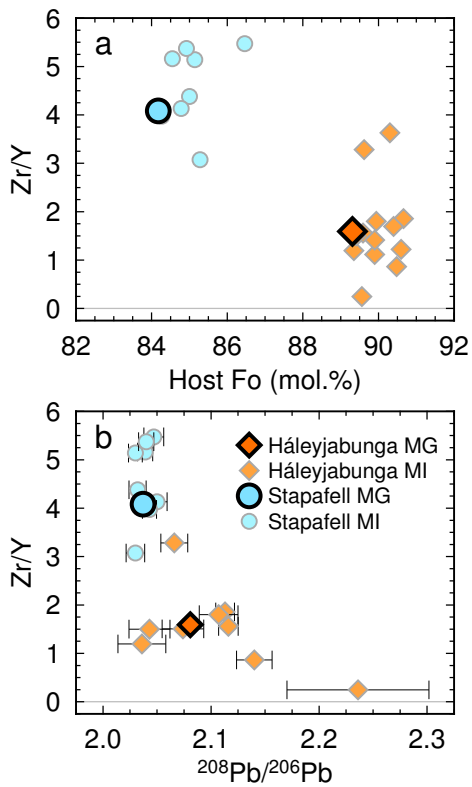 a
6
5
4
3
2
1
0
Zr/Y
82 84 86 88 90 92
Host Fo (mol.%)
b
6
5
4
3
2
1
0
Zr/Y
Háleyjabunga MG
Háleyjabunga MI
Stapafell MG
Stapafell MI
2.0 2.1 2.2 2.3
²⁰⁸Pb/²⁰⁶Pb